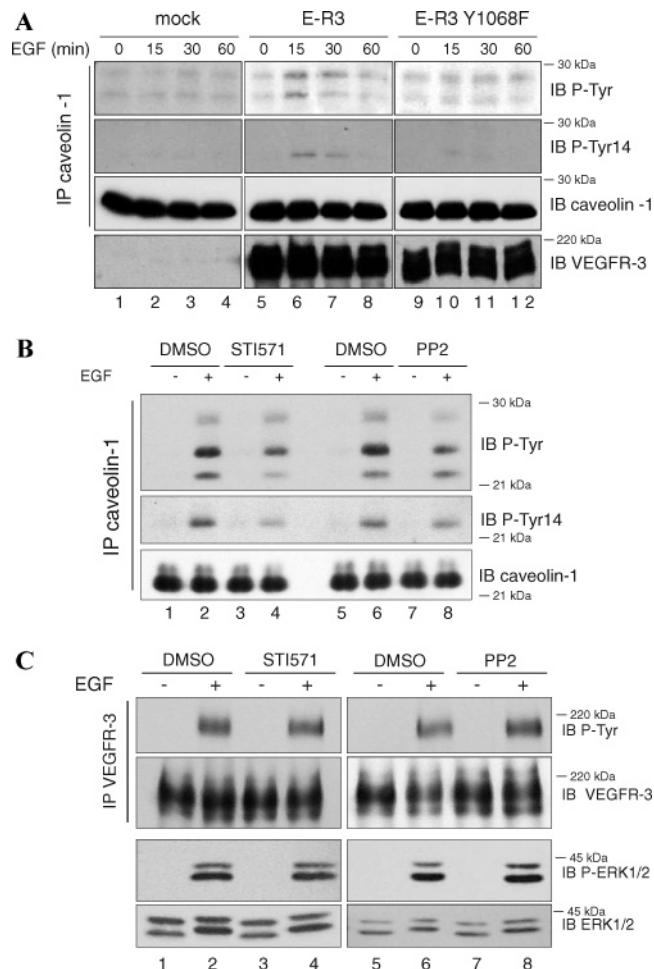 A
mock E-R3 E-R3 Y1068F
EGF (min) 0 15 30 60 0 15 30 60 0 15 30 60
IP caveolin -1
30 kDa
IB P-Tyr
30 kDa
IB P-Tyr14
30 kDa
IB caveolin -1
220 kDa
IB VEGFR-3
1 2 3 4 5 6 7 8 9 10 11 12
B
DMSO STI571 DMSO PP2
EGF - + - + - + - +
IP caveolin-1
30 kDa
IB P-Tyr
21 kDa
IB P-Tyr14
21 kDa
IB caveolin-1
21 kDa
1 2 3 4 5 6 7 8
C
DMSO STI571 DMSO PP2
EGF - + - + - + - +
IP VEGFR-3
220 kDa
IB P-Tyr
220 kDa
IB VEGFR-3
45 kDa
IB P-ERK1/2
45 kDa
IB ERK1/2
1 2 3 4 5 6 7 8